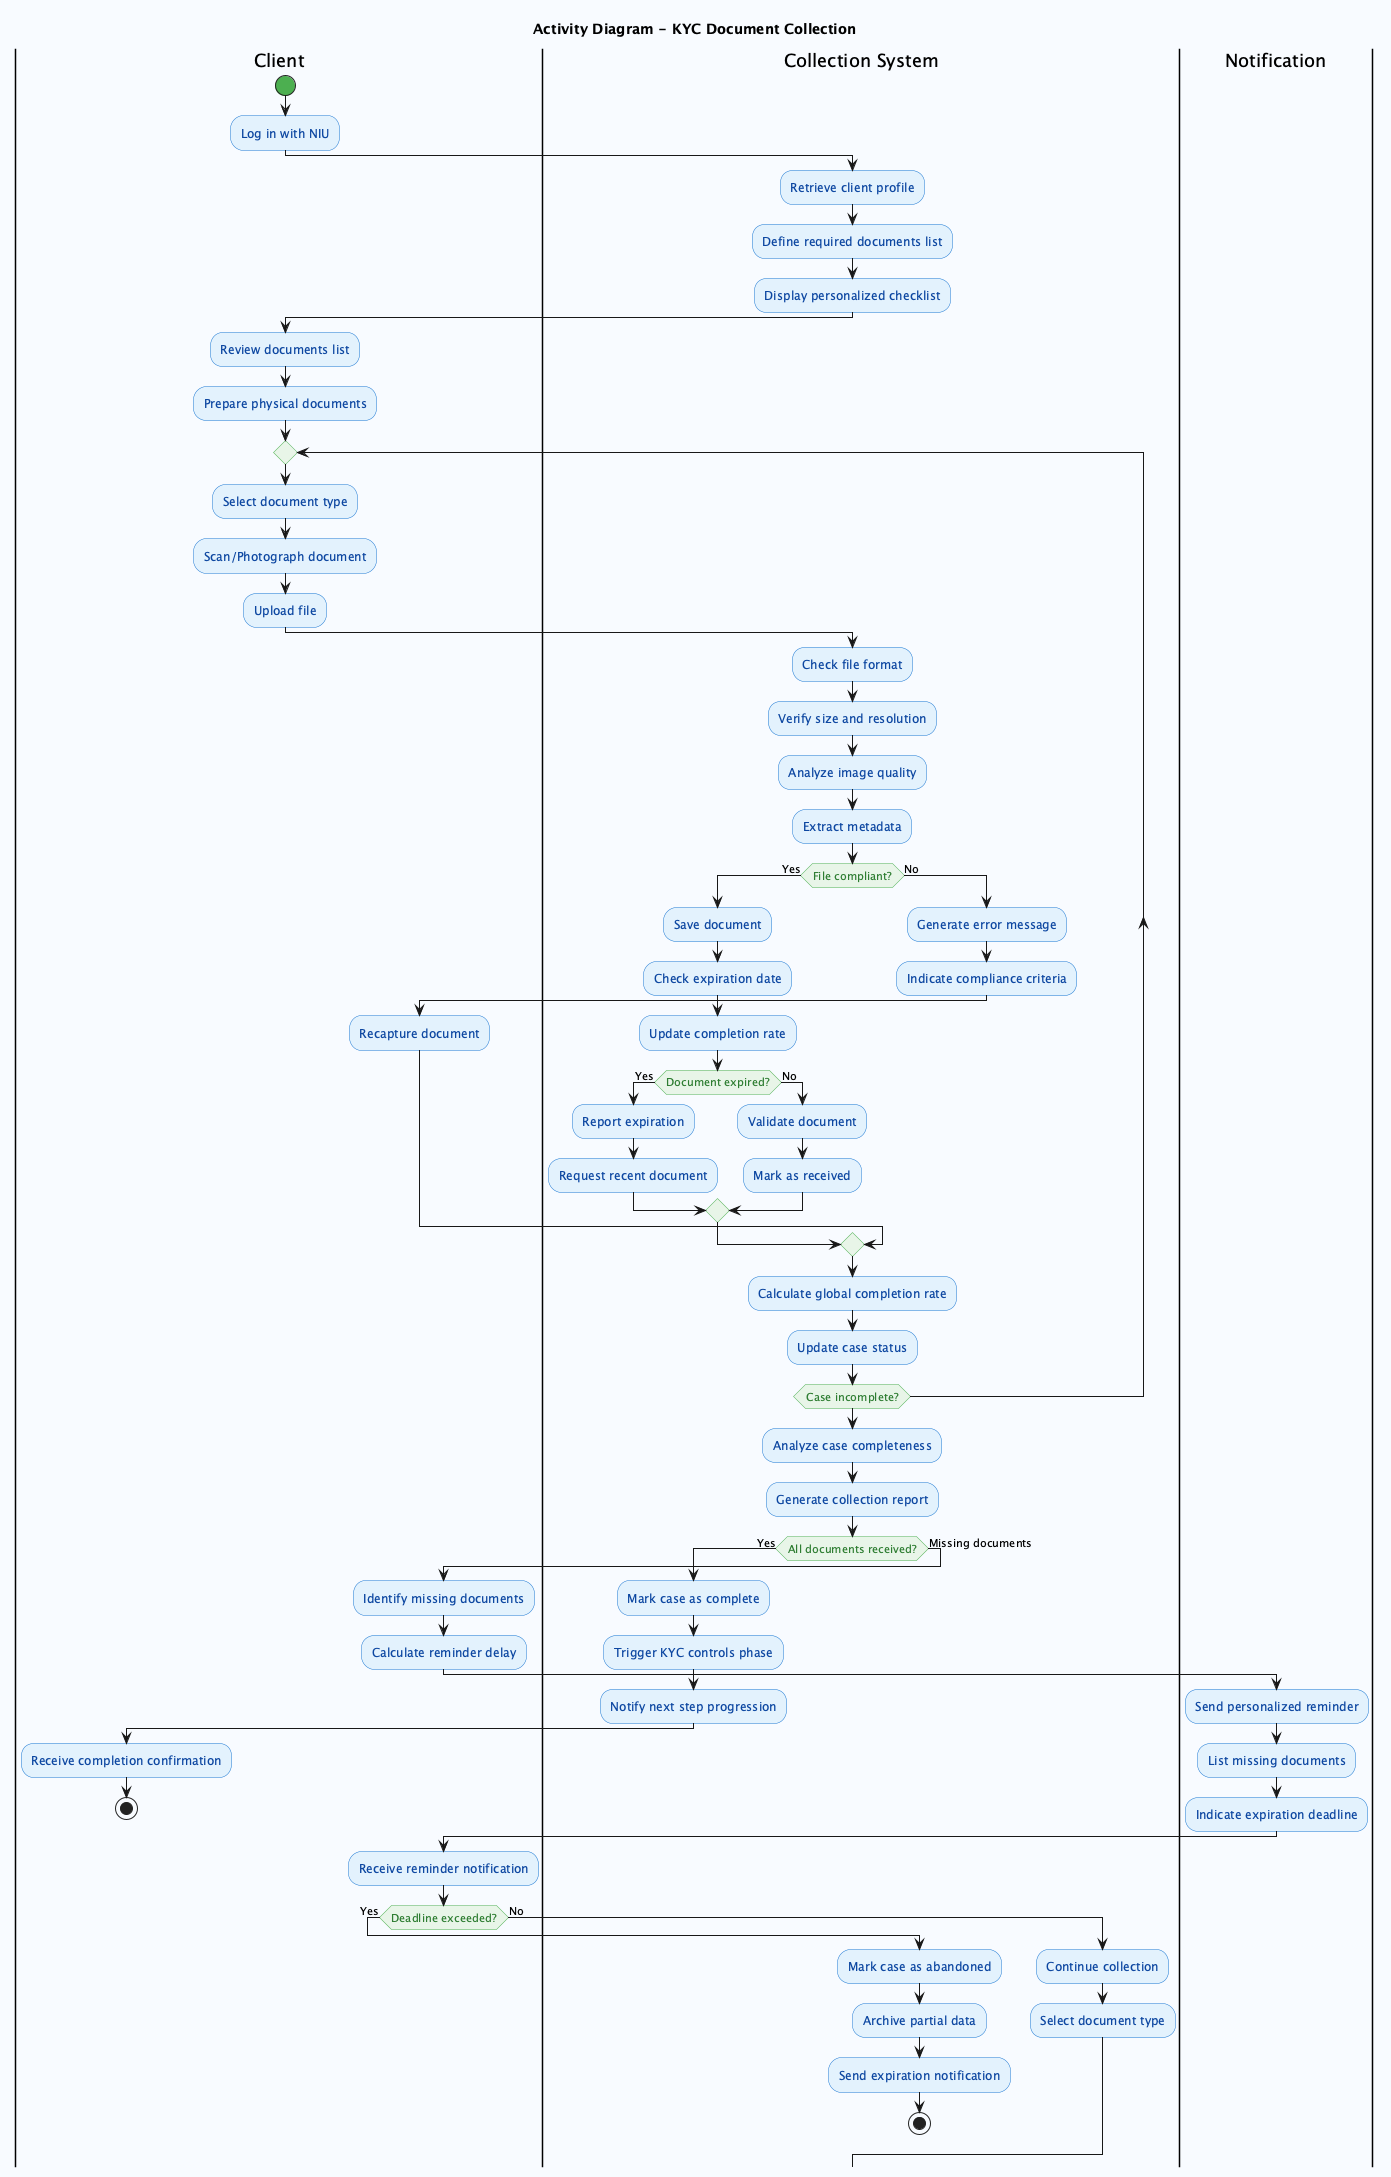 Activity Diagram - KYC Document Collection
Client
Collection System
Notification
Log in with NIU
Retrieve client profile
Define required documents list
Display personalized checklist
Review documents list
Prepare physical documents
Select document type
Scan/Photograph document
Upload file
Check file format
Verify size and resolution
Analyze image quality
Extract metadata
Yes
File compliant?
No
Save document
Generate error message
Check expiration date
Indicate compliance criteria
Recapture document
Update completion rate
Yes
Document expired?
No
Report expiration
Validate document
Request recent document
Mark as received
Calculate global completion rate
Update case status
Case incomplete?
Analyze case completeness
Generate collection report
Yes
All documents received?
Missing documents
Identify missing documents
Mark case as complete
Calculate reminder delay
Trigger KYC controls phase
Notify next step progression
Send personalized reminder
Receive completion confirmation
List missing documents
Indicate expiration deadline
Receive reminder notification
Yes
Deadline exceeded?
No
Mark case as abandoned
Continue collection
Archive partial data
Select document type
Send expiration notification